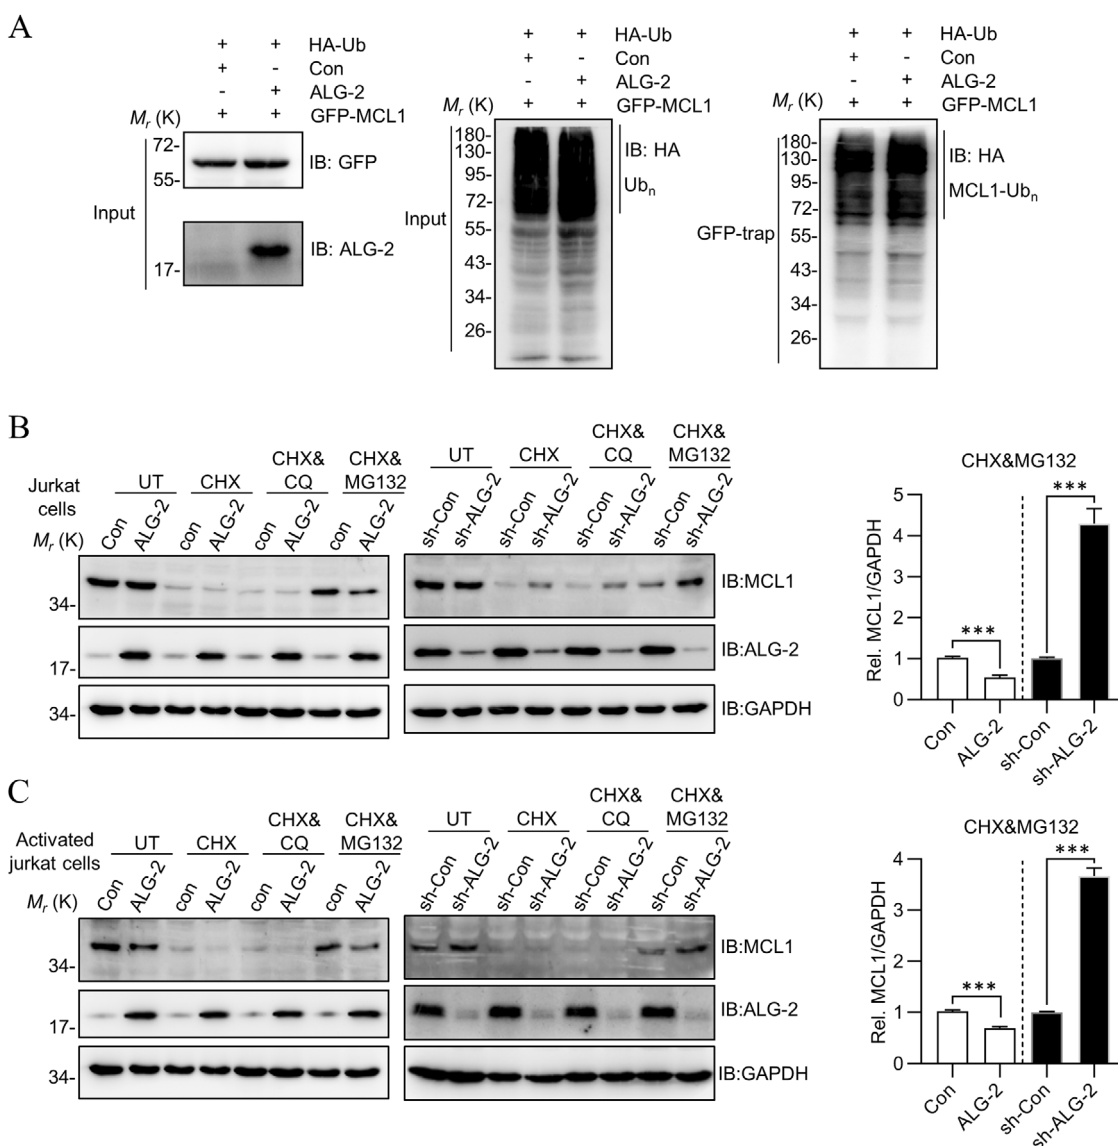 A
+ + HA-Ub
+ - Con
- + ALG-2
+ + GFP-MCL1
Mr (K)
72-
55-
IB: GFP
Input
17-
IB: ALG-2
+ + HA-Ub
+ - Con
- + ALG-2
+ + GFP-MCL1
Mr (K)
180-
130-
95-
72-
55-
43-
34-
26-
Input
IB: HA
Ubn
+ + HA-Ub
+ - Con
- + ALG-2
+ + GFP-MCL1
Mr (K)
180-
130-
95-
72-
55-
43-
34-
26-
GFP-trap
IB: HA
MCL1-Ubn
B
Jurkat
cells
UT CHX CHX& CQ CHX& MG132
Con ALG-2 con ALG-2 con ALG-2 con ALG-2
Mr (K)
UT CHX CHX& CQ CHX& MG132
sh-Con sh-ALG-2 sh-Con sh-ALG-2 sh-Con sh-ALG-2 sh-Con sh-ALG-2
34-
IB:MCL1
17-
IB:ALG-2
34-
IB:GAPDH
CHX&MG132
Rel. MCL1/GAPDH
5
4
3
2
1
0
*** ***
Con ALG-2 sh-Con sh-ALG-2
C
Activated
jurkat cells
UT CHX CHX& CQ CHX& MG132
Con ALG-2 con ALG-2 con ALG-2 con ALG-2
Mr (K)
UT CHX CHX& CQ CHX& MG132
sh-Con sh-ALG-2 sh-Con sh-ALG-2 sh-Con sh-ALG-2 sh-Con sh-ALG-2
34-
IB:MCL1
17-
IB:ALG-2
34-
IB:GAPDH
CHX&MG132
Rel. MCL1/GAPDH
4
3
2
1
0
*** ***
Con ALG-2 sh-Con sh-ALG-2